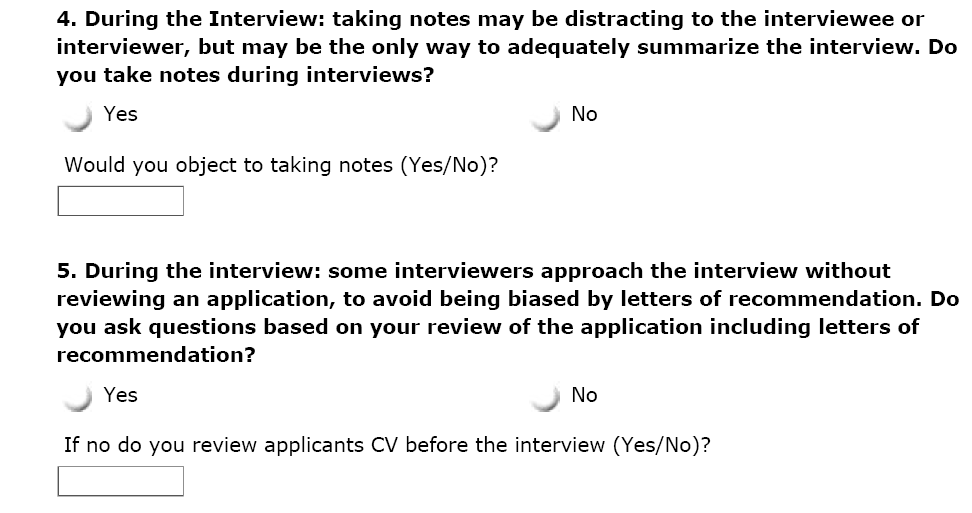 4. During the Interview: taking notes may be distracting to the interviewee or
interviewer, but may be the only way to adequately summarize the interview. Do
you take notes during interviews?
Yes No
Would you object to taking notes (Yes/No)?
5. During the interview: some interviewers approach the interview without
reviewing an application, to avoid being biased by letters of recommendation. Do
you ask questions based on your review of the application including letters of
recommendation?
Yes No
If no do you review applicants CV before the interview (Yes/No)?